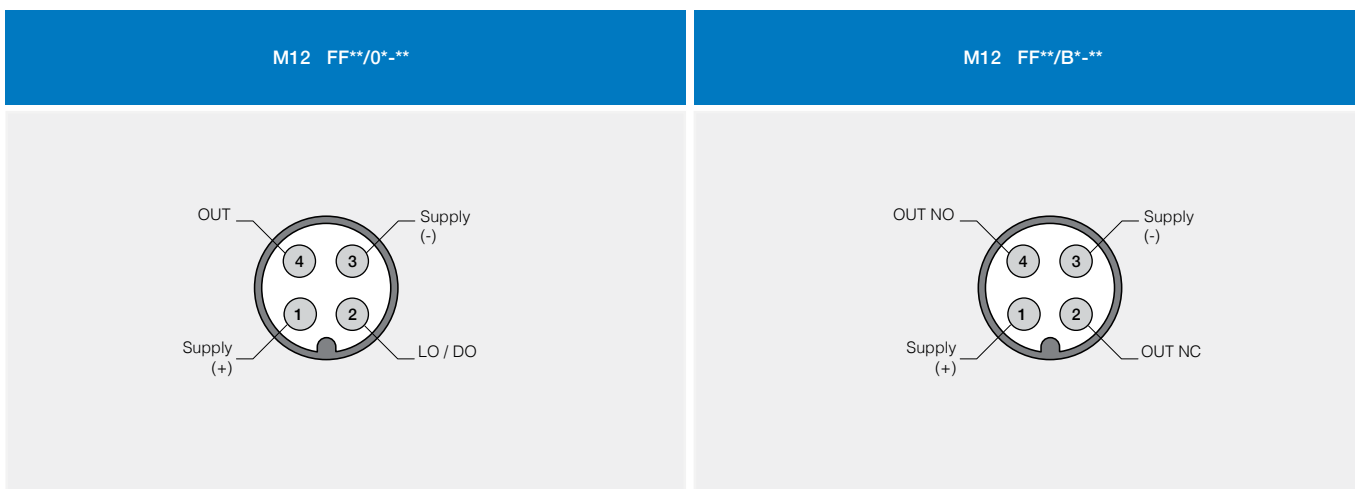 M12 FF**/0*-**
M12 FF**/B*-**
OUT
Supply
(-)
4
3
1
2
Supply
(+)
LO / DO
OUT NO
Supply
(-)
4
3
1
2
Supply
(+)
OUT NC